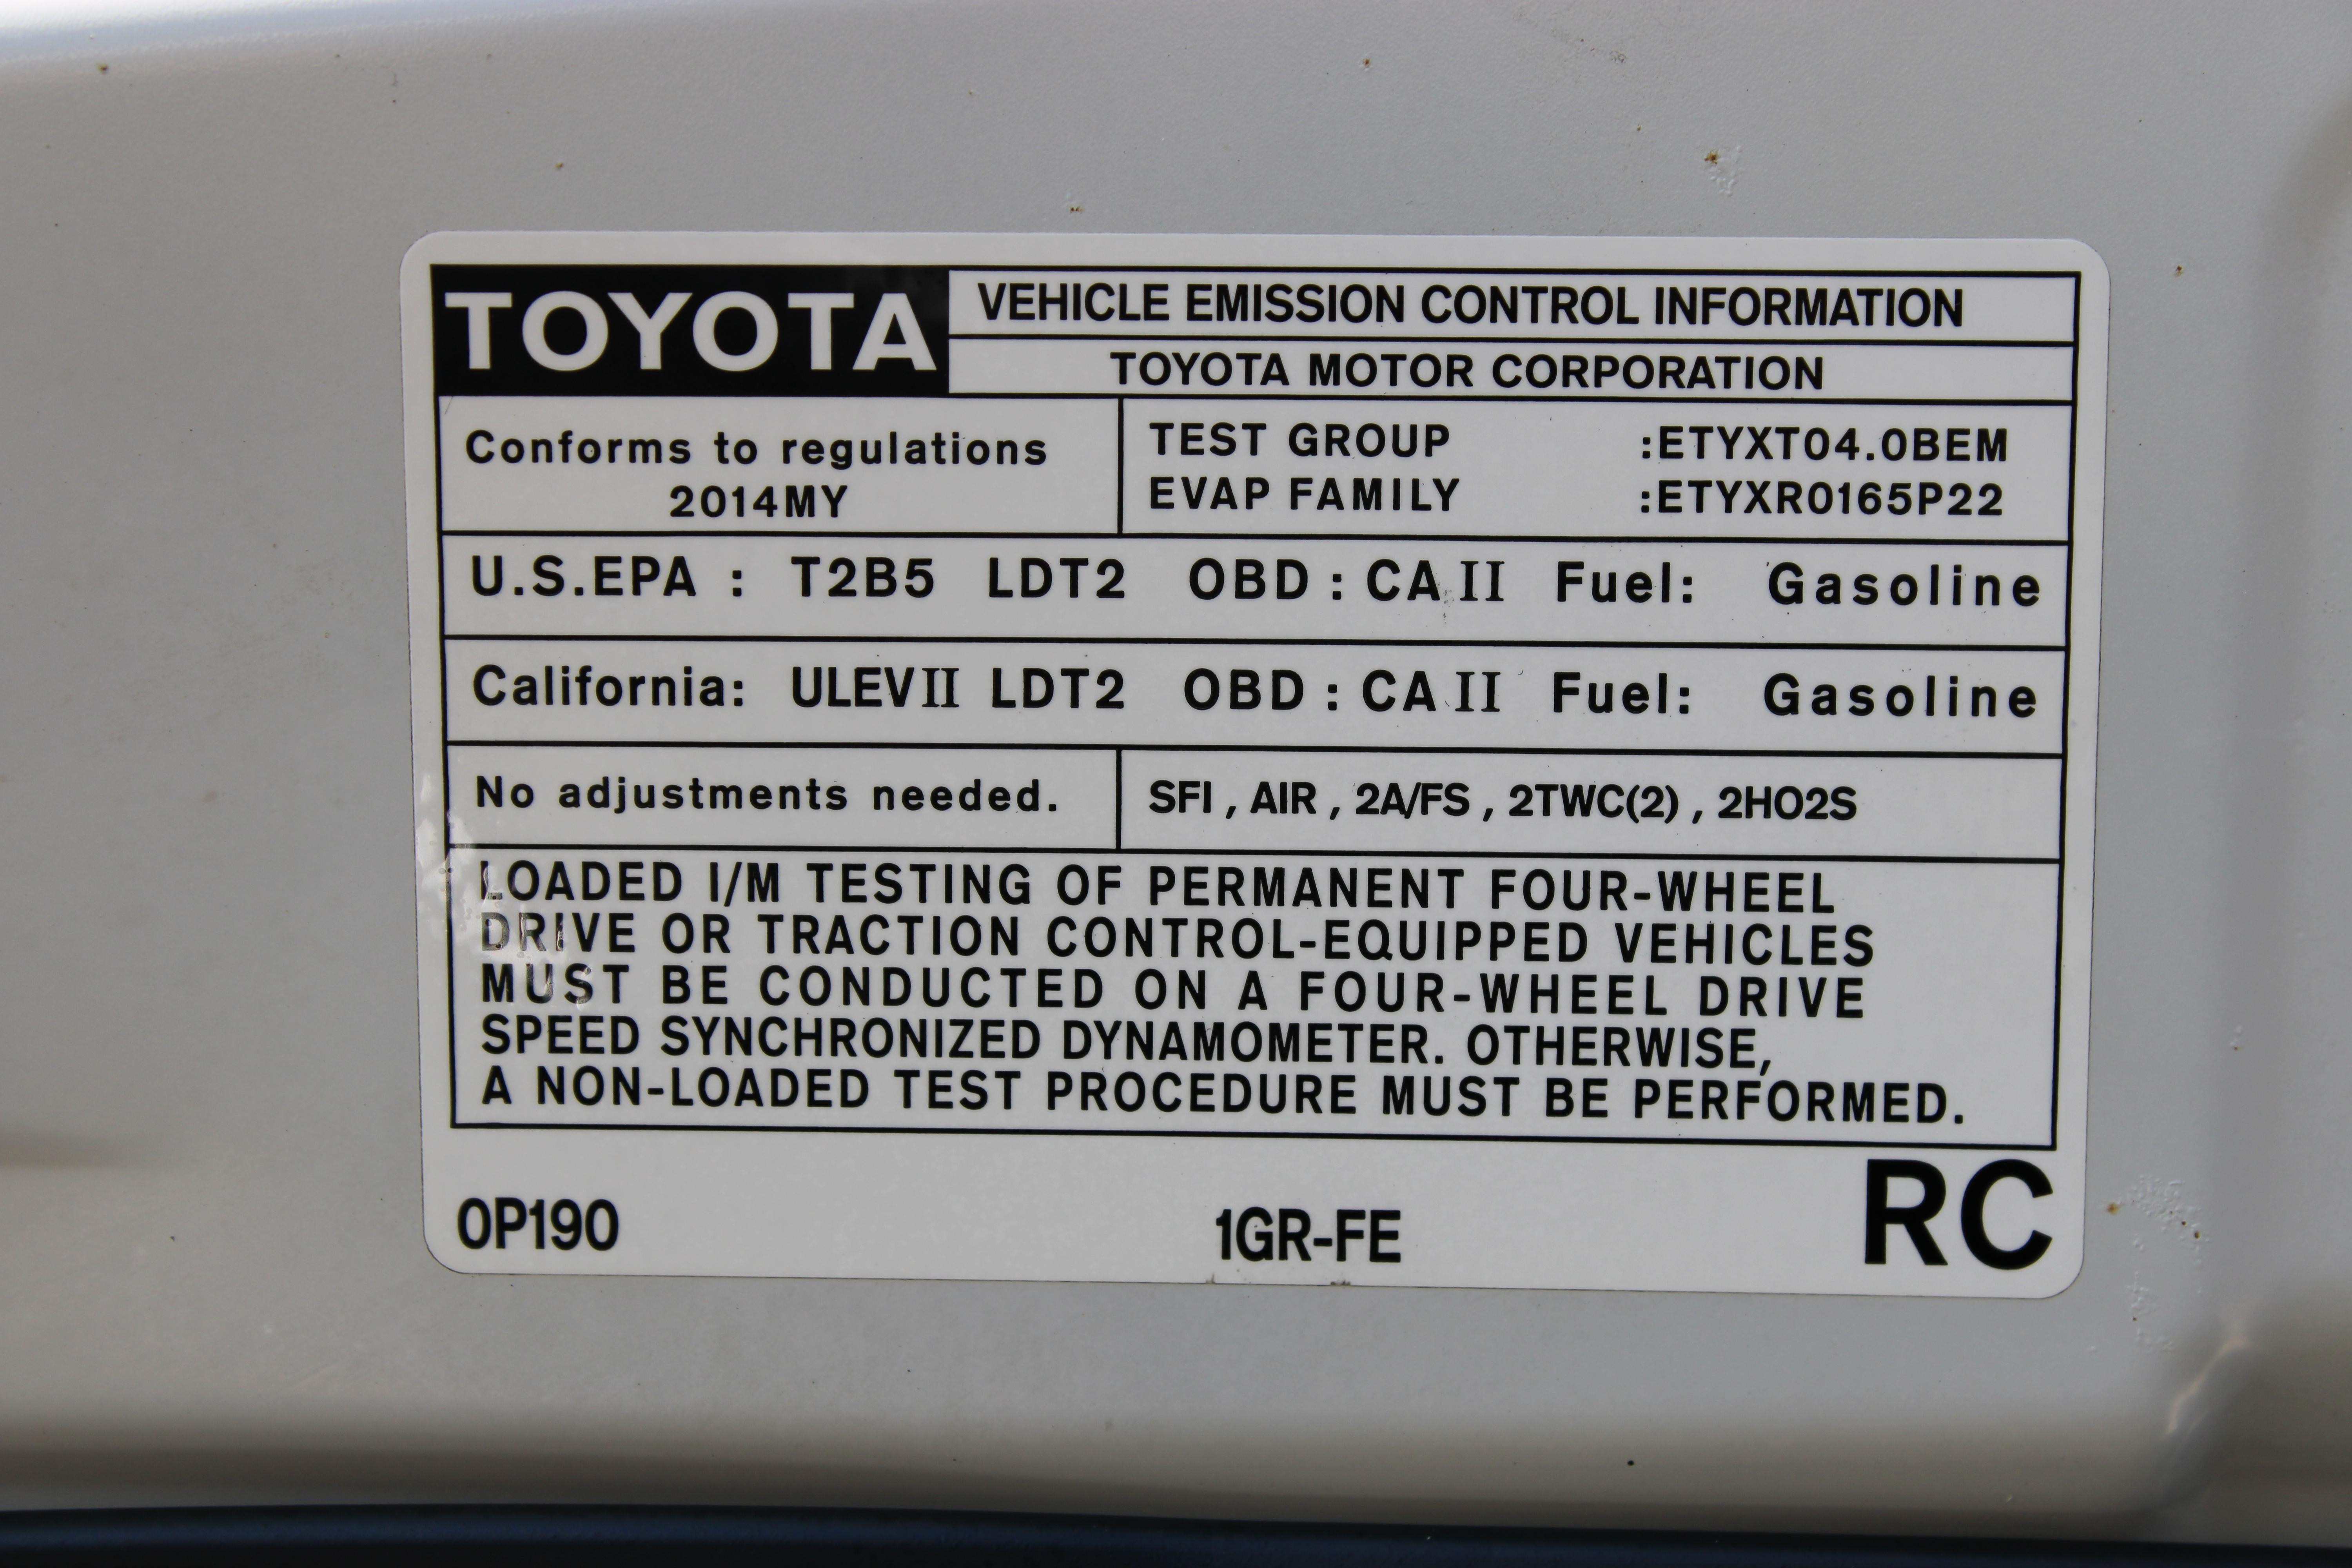 TOYOTA
VEHICLE EMISSION CONTROL INFORMATION
TOYOTA MOTOR CORPORATION
Conforms to regulations
2014MY
TEST GROUP :ETYXT04.0BEM
EVAP FAMILY :ETYXR0165P22
U.S.EPA : T2B5 LDT2 OBD : CA II Fuel: Gasoline
California: ULEV II LDT2 OBD : CA II Fuel: Gasoline
No adjustments needed.
SFI , AIR , 2A/FS , 2TWC(2) , 2HO2S
LOADED I/M TESTING OF PERMANENT FOUR-WHEEL
DRIVE OR TRACTION CONTROL-EQUIPPED VEHICLES
MUST BE CONDUCTED ON A FOUR-WHEEL DRIVE
SPEED SYNCHRONIZED DYNAMOMETER. OTHERWISE,
A NON-LOADED TEST PROCEDURE MUST BE PERFORMED.
0P190 1GR-FE RC